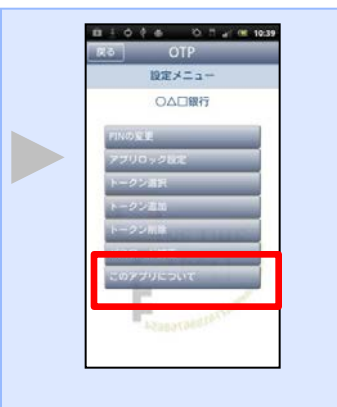 10:39
戻る
OTP
設定メニュー
○△□銀行
PINの変更
アプリロック設定
トークン選択
トークン追加
トークン削除
このアプリについて